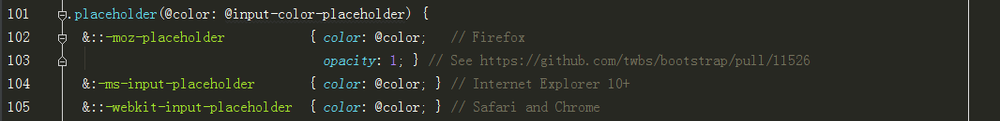 101 .placeholder(@color: @input-color-placeholder) {
102 &::-moz-placeholder { color: @color; // Firefox
103 opacity: 1; } // See https://github.com/twbs/bootstrap/pull/11526
104 &:-ms-input-placeholder { color: @color; } // Internet Explorer 10+
105 &::-webkit-input-placeholder { color: @color; } // Safari and Chrome